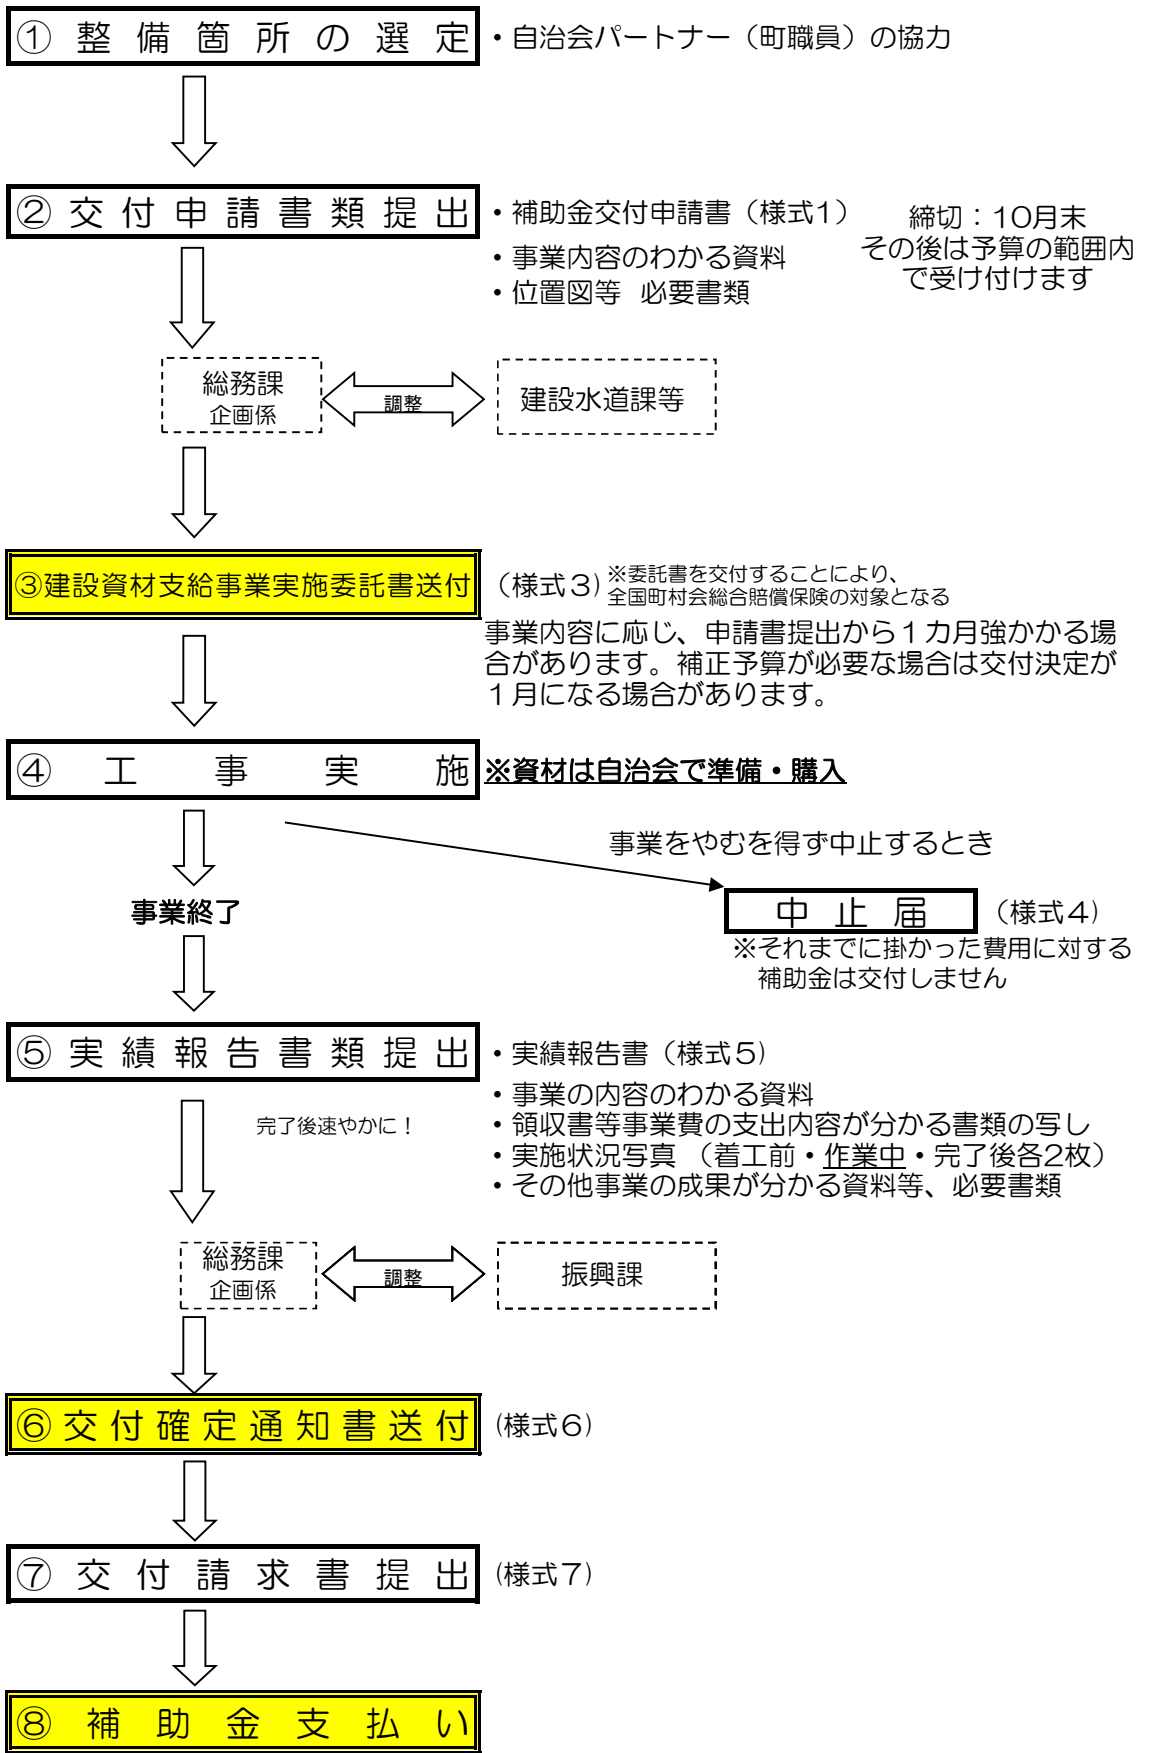 ①整備箇所の選定
・自治会パートナー（町職員）の協力
②交付申請書類提出
・補助金交付申請書（様式1）
・事業内容のわかる資料
・位置図等 必要書類
締切：10月末
その後は予算の範囲内
で受け付けます
総務課
企画係
調整
建設水道課等
③建設資材支給事業実施委託書送付
（様式３）
※委託書を交付することにより、
全国町村会総合賠償保険の対象となる
事業内容に応じ、申請書提出から１カ月強かかる場
合があります。補正予算が必要な場合は交付決定が
１月になる場合があります。
④工事実施
※資材は自治会で準備・購入
事業をやむを得ず中止するとき
事業終了
中止届
（様式４）
※それまでに掛かった費用に対する
補助金は交付しません
⑤実績報告書類提出
・実績報告書（様式５）
・事業の内容のわかる資料
・領収書等事業費の支出内容が分かる書類の写し
・実施状況写真 （着工前・作業中・完了後各2枚）
・その他事業の成果が分かる資料等、必要書類
完了後速やかに！
総務課
企画係
調整
振興課
⑥交付確定通知書送付
（様式６）
⑦交付請求書提出
（様式７）
⑧補助金支払い